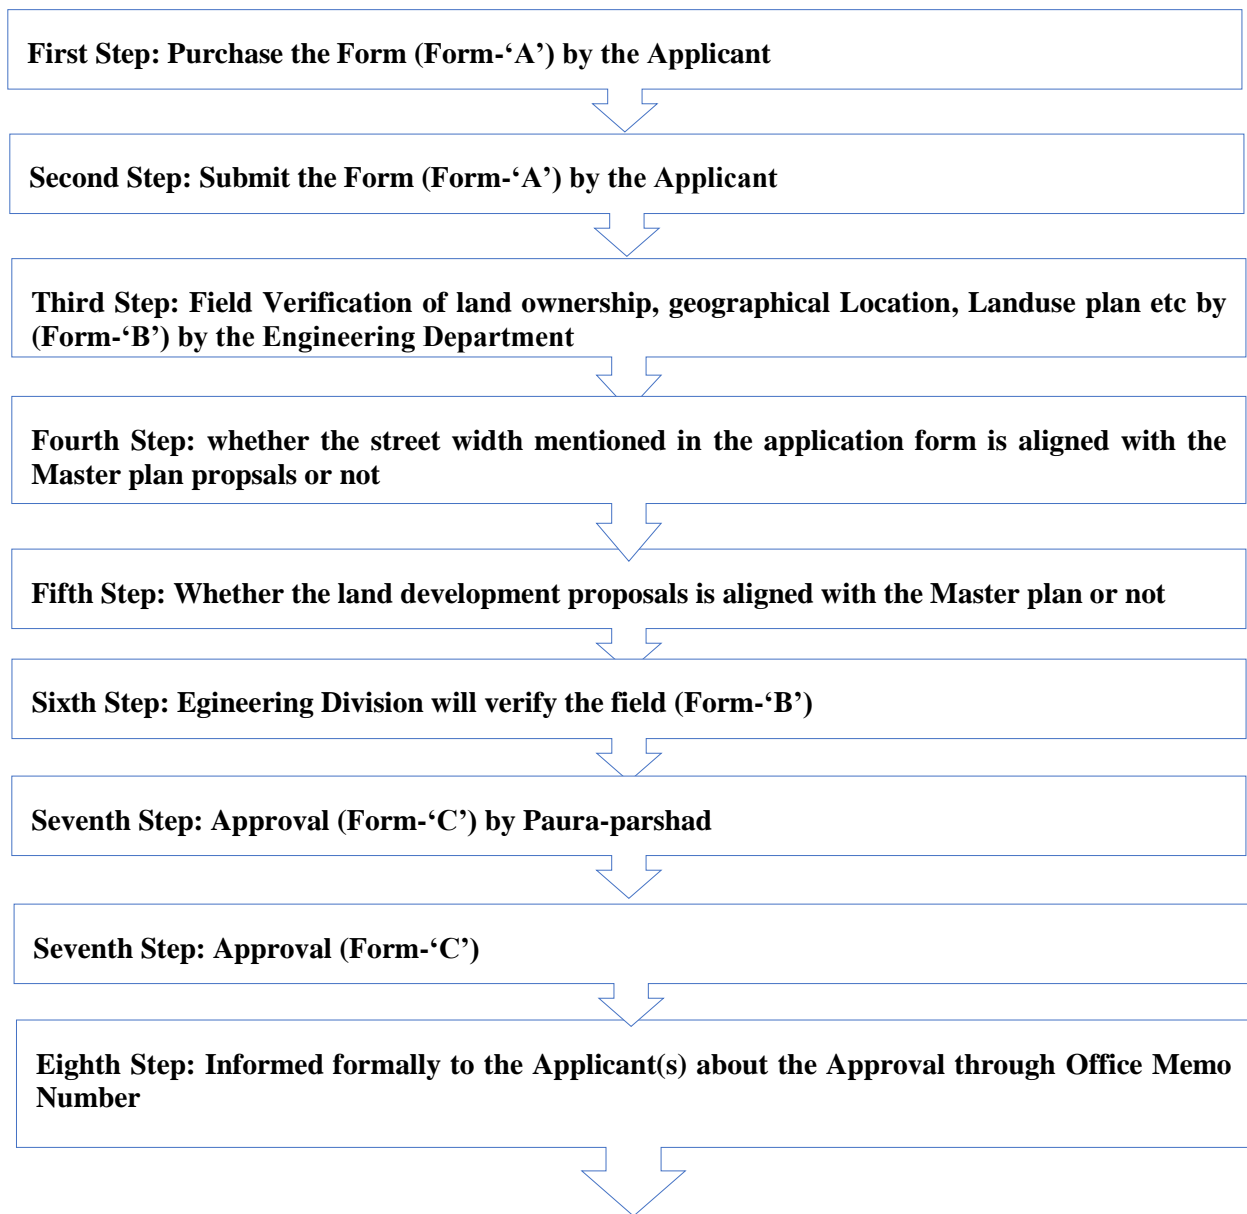 First Step: Purchase the Form (Form-‘A’) by the Applicant
Second Step: Submit the Form (Form-‘A’) by the Applicant
Third Step: Field Verification of land ownership, geographical Location, Landuse plan etc by
(Form-‘B’) by the Engineering Department
Fourth Step: whether the street width mentioned in the application form is aligned with the
Master plan propsals or not
Fifth Step: Whether the land development proposals is aligned with the Master plan or not
Sixth Step: Egineering Division will verify the field (Form-‘B’)
Seventh Step: Approval (Form-‘C’) by Paura-parshad
Seventh Step: Approval (Form-‘C’)
Eighth Step: Informed formally to the Applicant(s) about the Approval through Office Memo
Number